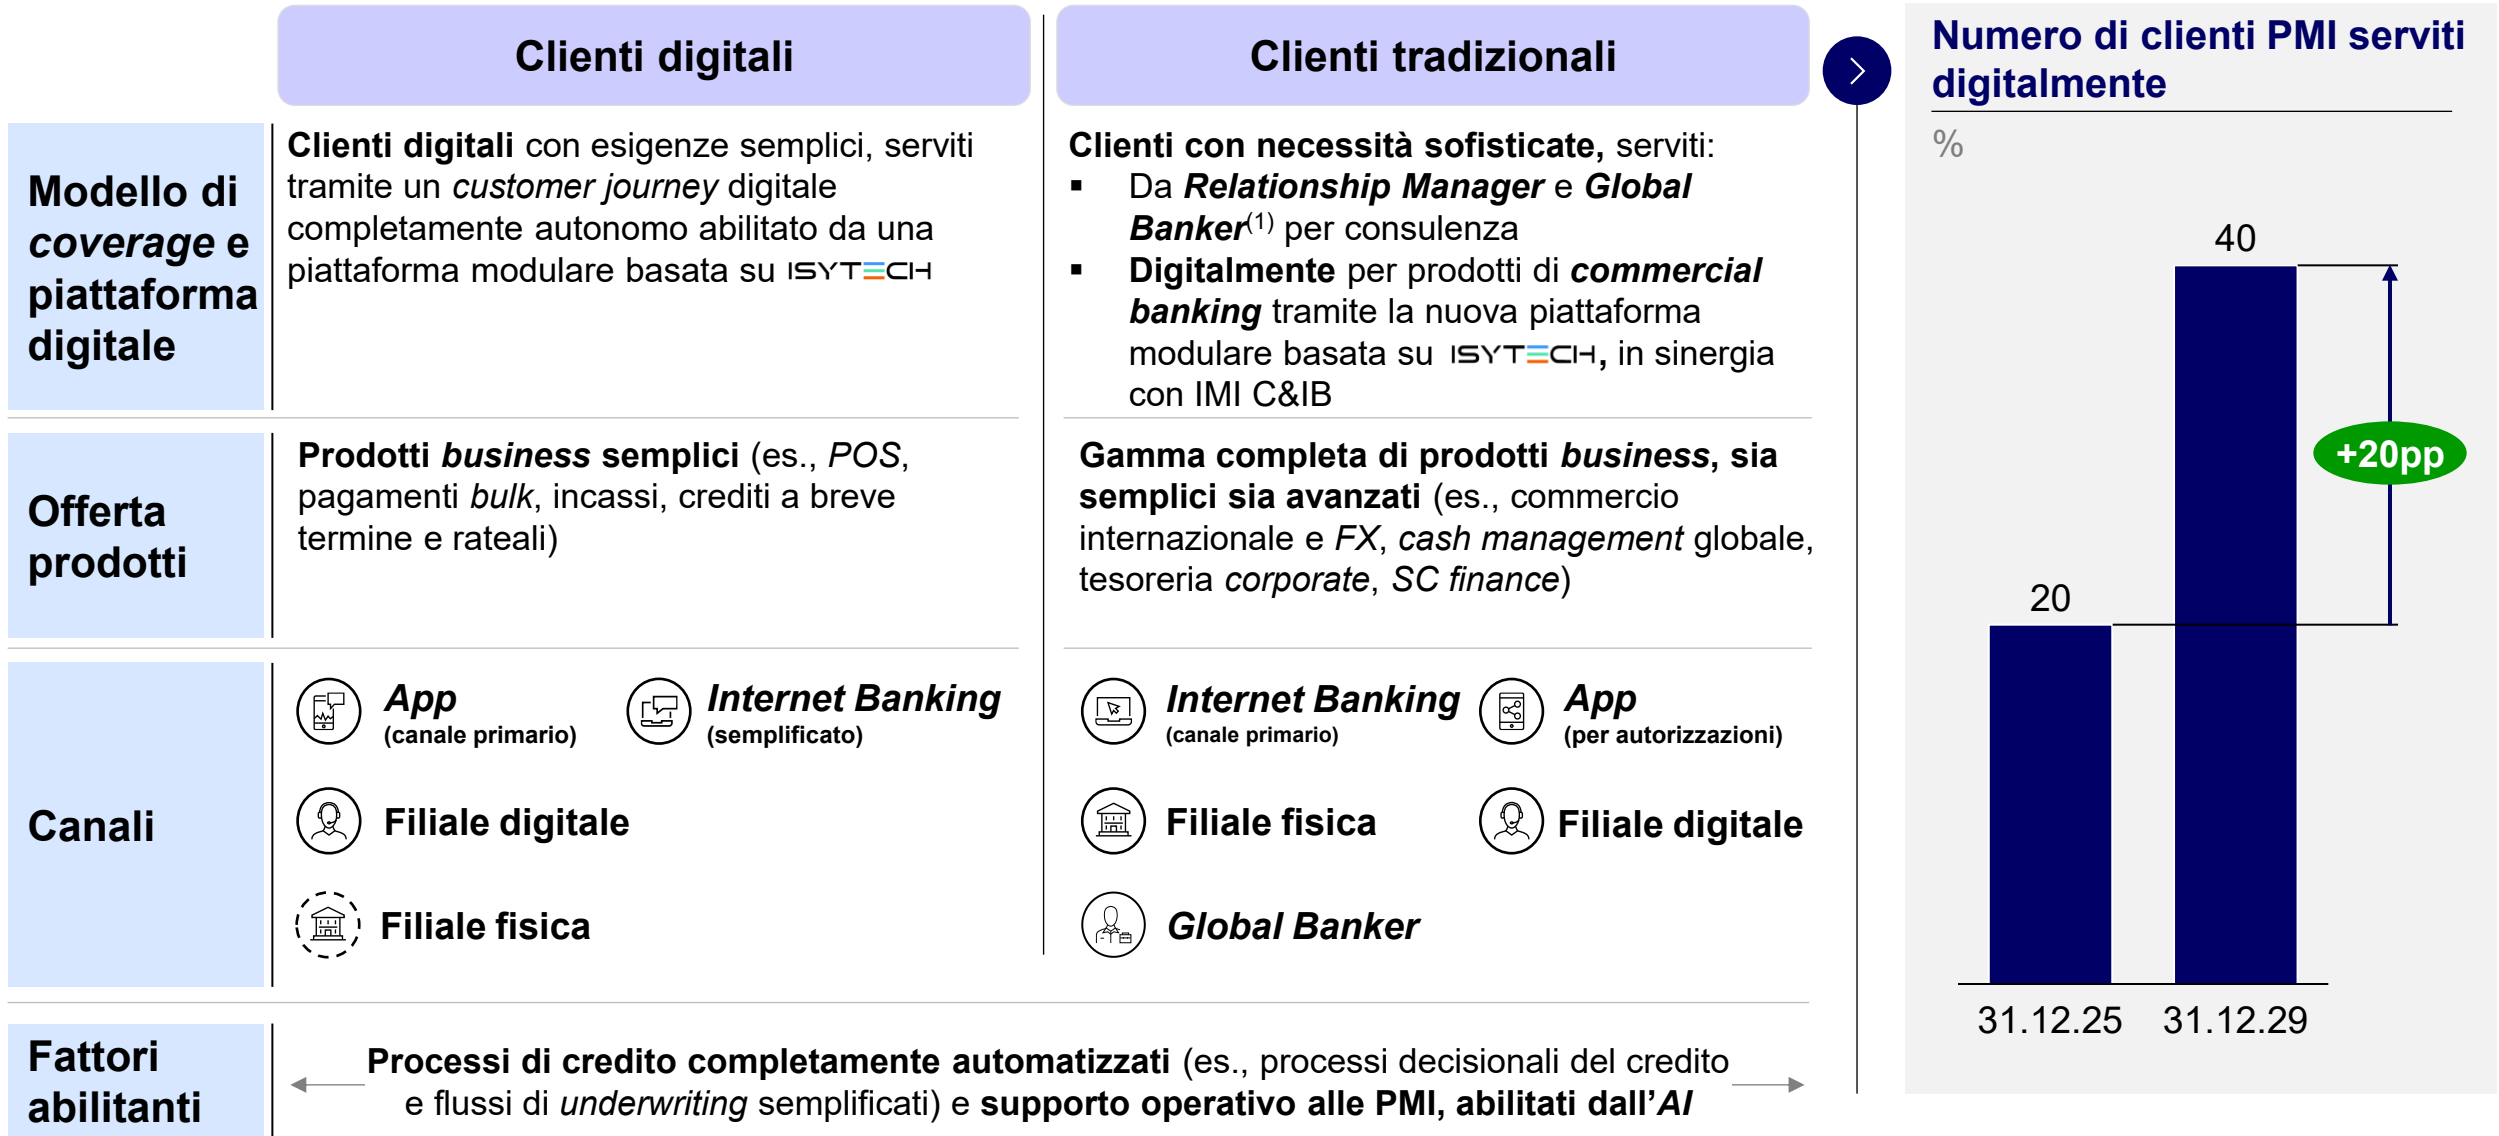 Clienti digitali
Clienti tradizionali
Modello di
coverage e
piattaforma
digitale
Clienti digitali con esigenze semplici, serviti
tramite un customer journey digitale
completamente autonomo abilitato da una
piattaforma modulare basata su ISYTECH
Clienti con necessità sofisticate, serviti:
▪ Da Relationship Manager e Global
Banker(1) per consulenza
▪ Digitalmente per prodotti di commercial
banking tramite la nuova piattaforma
modulare basata su ISYTECH, in sinergia
con IMI C&IB
Offerta
prodotti
Prodotti business semplici (es., POS,
pagamenti bulk, incassi, crediti a breve
termine e rateali)
Gamma completa di prodotti business, sia
semplici sia avanzati (es., commercio
internazionale e FX, cash management globale,
tesoreria corporate, SC finance)
Canali
App
(canale primario)
Internet Banking
(semplificato)
Filiale digitale
Filiale fisica
Internet Banking
(canale primario)
App
(per autorizzazioni)
Filiale fisica
Filiale digitale
Global Banker
Fattori
abilitanti
Processi di credito completamente automatizzati (es., processi decisionali del credito
e flussi di underwriting semplificati) e supporto operativo alle PMI, abilitati dall’AI
Numero di clienti PMI serviti
digitalmente
%
40
+20pp
20
31.12.25
31.12.29